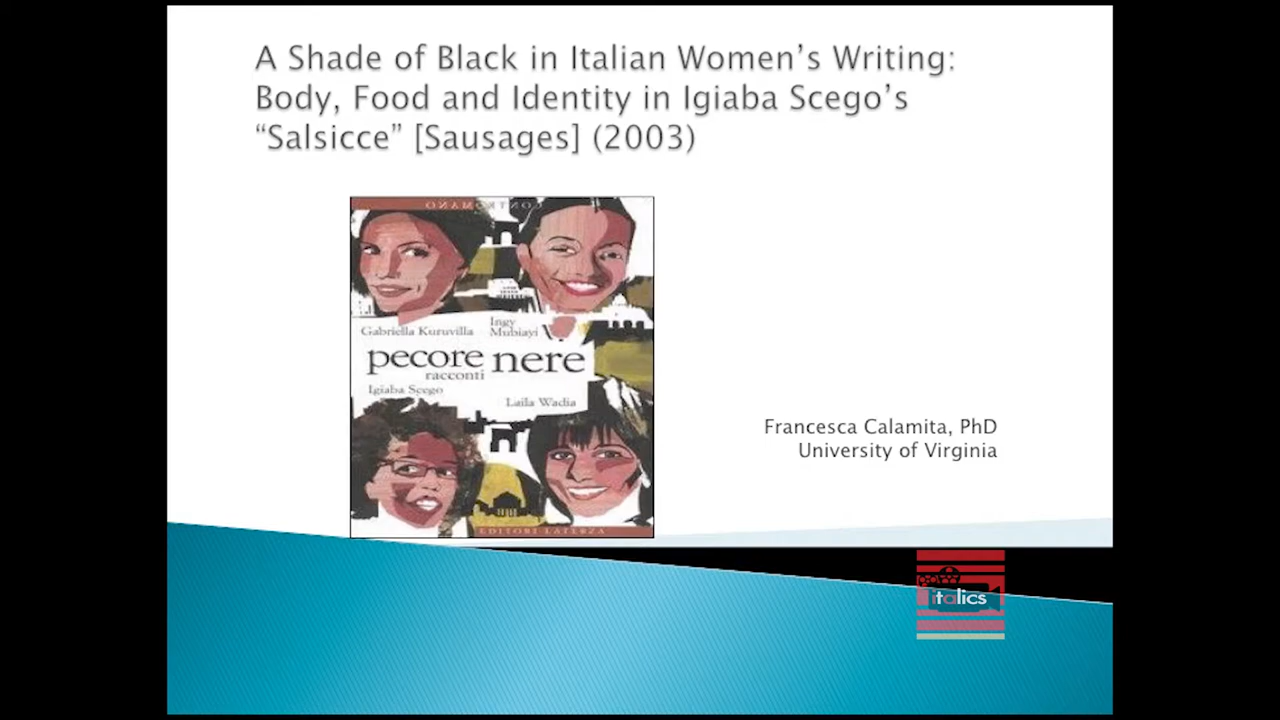 A Shade of Black in Italian Women’s Writing:
Body, Food and Identity in Igiaba Scego’s
“Salsicce” [Sausages] (2003)
CONTROMANO
Gabriella Kuruvilla
Ingy
Mubiayi
pecore nere
racconti
Igiaba Scego
Laila Wadia
EDITORI LATERZA
Francesca Calamita, PhD
University of Virginia
italics